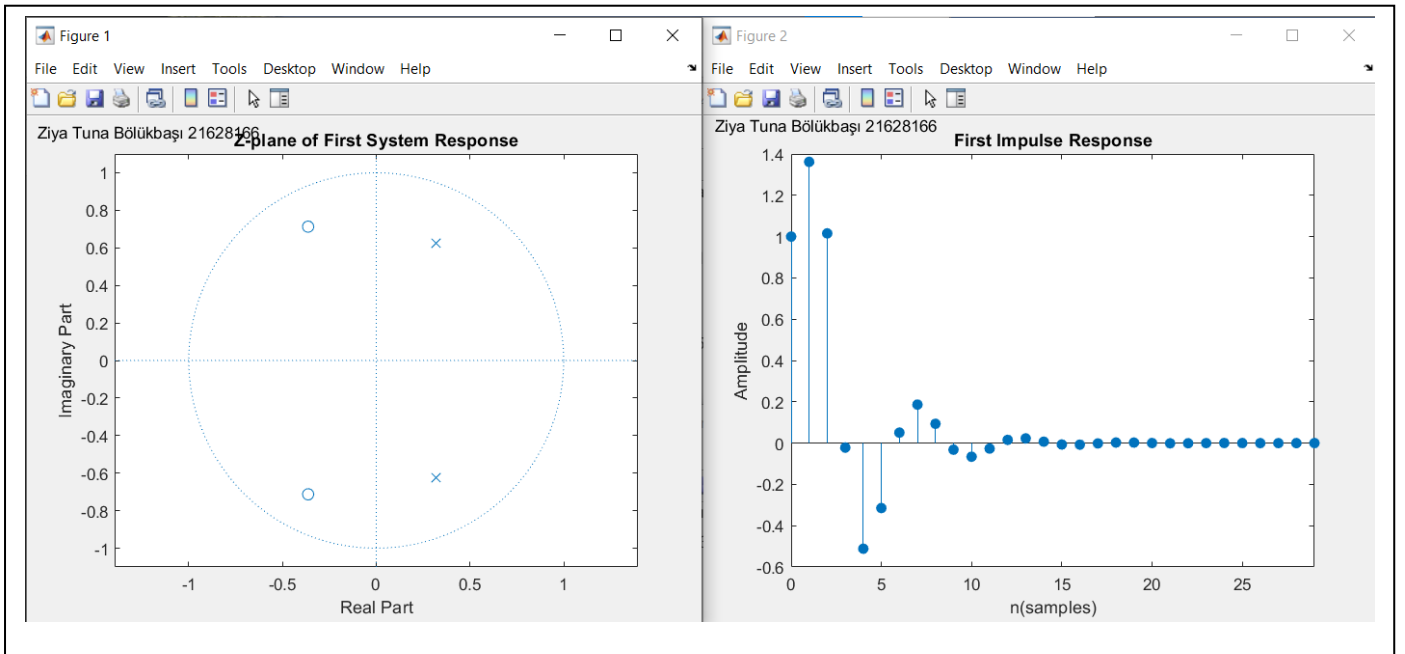 Figure 1
File Edit View Insert Tools Desktop Window Help
Ziya Tuna Bölükbaşı 21628166
Z-plane of First System Response
1
0.8
0.6
0.4
0.2
0
-0.2
-0.4
-0.6
-0.8
-1
Imaginary Part
-1 -0.5 0 0.5 1
Real Part
Figure 2
File Edit View Insert Tools Desktop Window Help
Ziya Tuna Bölükbaşı 21628166
First Impulse Response
1.4
1.2
1
0.8
0.6
0.4
0.2
0
-0.2
-0.4
-0.6
Amplitude
0 5 10 15 20 25
n(samples)